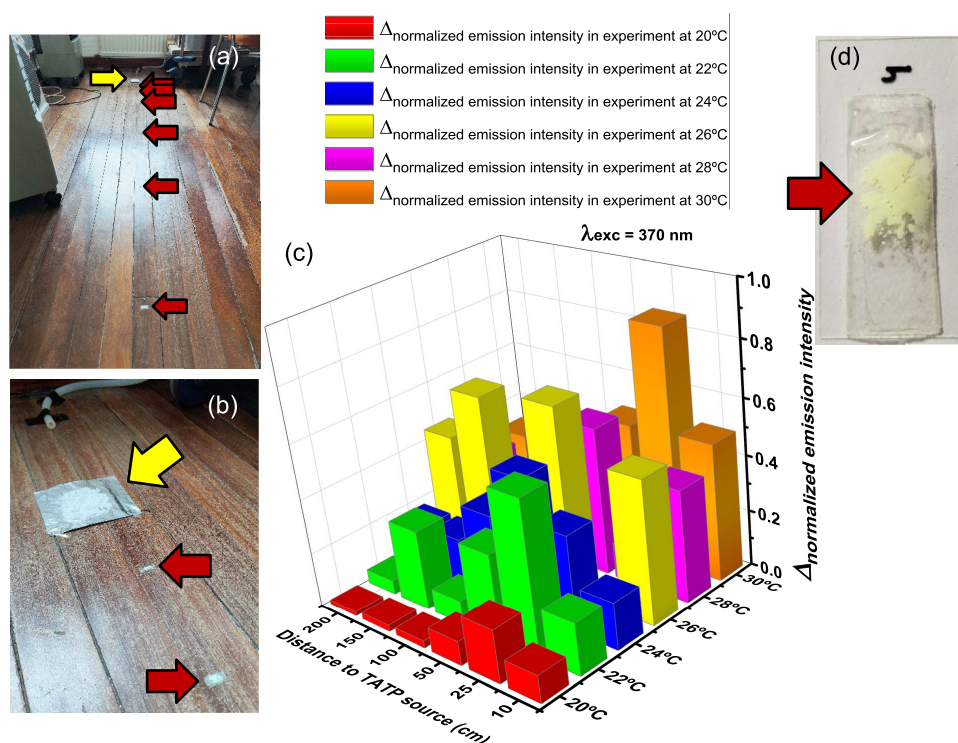 (a)
(b)
Δnormalized emission intensity in experiment at 20ºC
Δnormalized emission intensity in experiment at 22ºC
Δnormalized emission intensity in experiment at 24ºC
Δnormalized emission intensity in experiment at 26ºC
Δnormalized emission intensity in experiment at 28ºC
Δnormalized emission intensity in experiment at 30ºC
(c)
λexc = 370 nm
1.0
0.8
0.6
0.4
0.2
0.0
Δnormalized emission intensity
30ºC
28ºC
26ºC
24ºC
22ºC
20ºC
200
150
100
50
25
10
Distance to TATP source (cm)
(d)